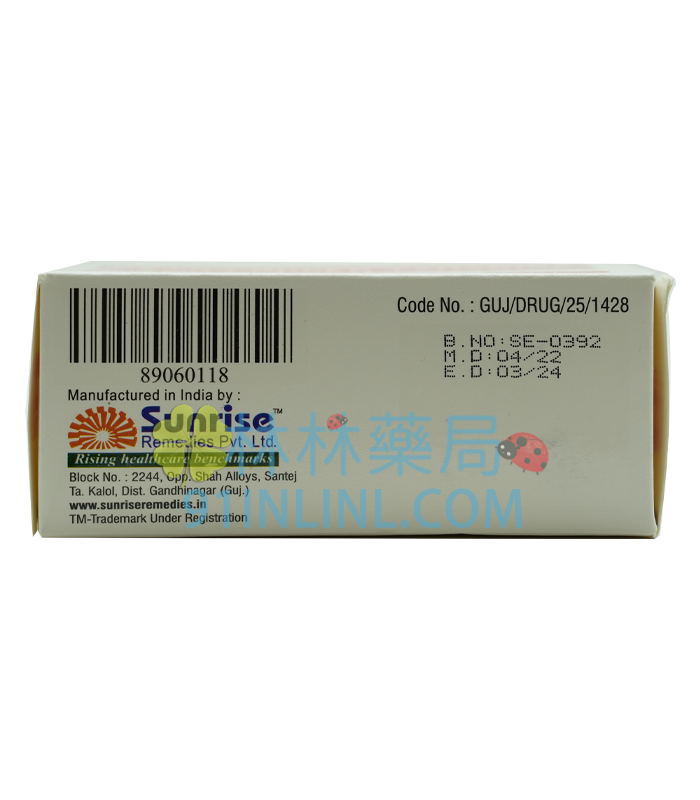 Code No. : GUJ/DRUG/25/1428
B.NO:SE-0392
M.D:04/22
E.D:03/24
89060118
Manufactured in India by :
Sunrise™
Remedies Pvt. Ltd.
Rising healthcare benchmarks
Block No. : 2244, Opp. Shah Alloys, Santej
Ta. Kalol, Dist. Gandhinagar (Guj.)
www.sunriseremedies.in
TM-Trademark Under Registration
林林藥局
91INLINL.COM